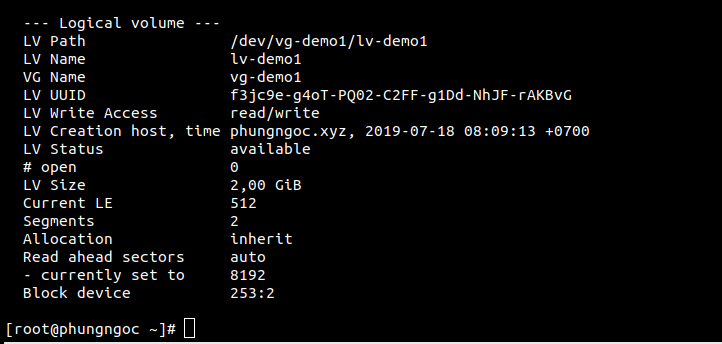 --- Logical volume ---
LV Path /dev/vg-demo1/lv-demo1
LV Name lv-demo1
VG Name vg-demo1
LV UUID f3jc9e-g4oT-PQ02-C2FF-g1Dd-NhJF-rAKBvG
LV Write Access read/write
LV Creation host, time phungngoc.xyz, 2019-07-18 08:09:13 +0700
LV Status available
# open 0
LV Size 2,00 GiB
Current LE 512
Segments 2
Allocation inherit
Read ahead sectors auto
- currently set to 8192
Block device 253:2
[root@phungngoc ~]#